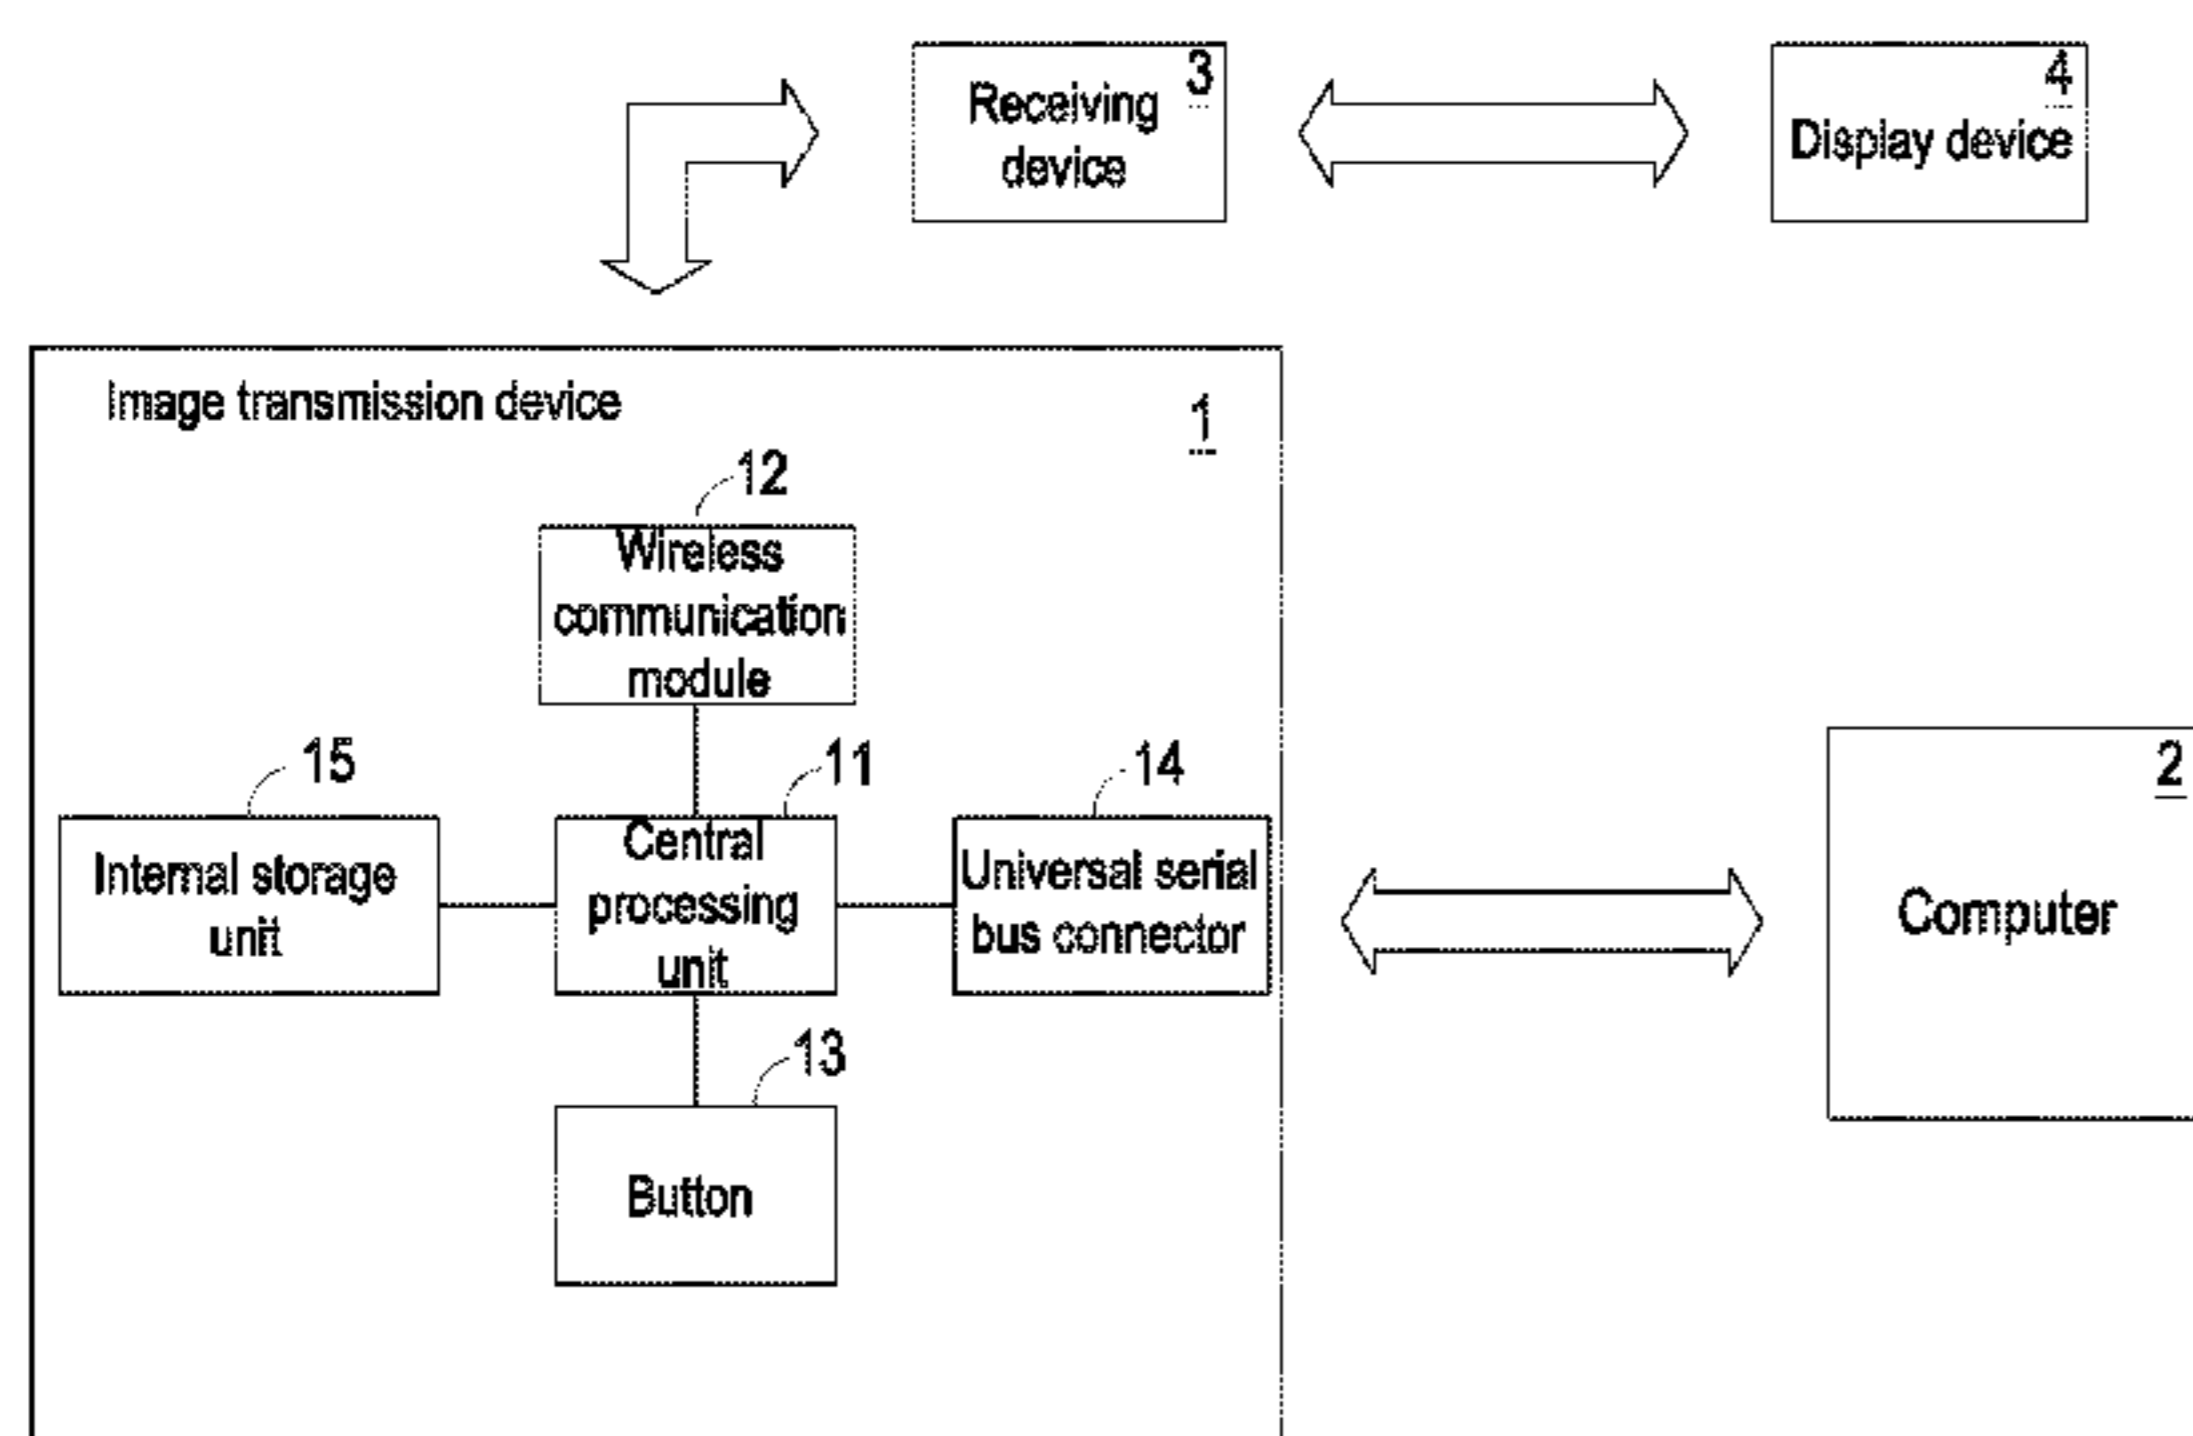 3
Receiving
device
4
Display device
Image transmission device
1
12
Wireless
communication
module
15
Internal storage
unit
11
Central
processing
unit
14
Universal serial
bus connector
2
Computer
13
Button